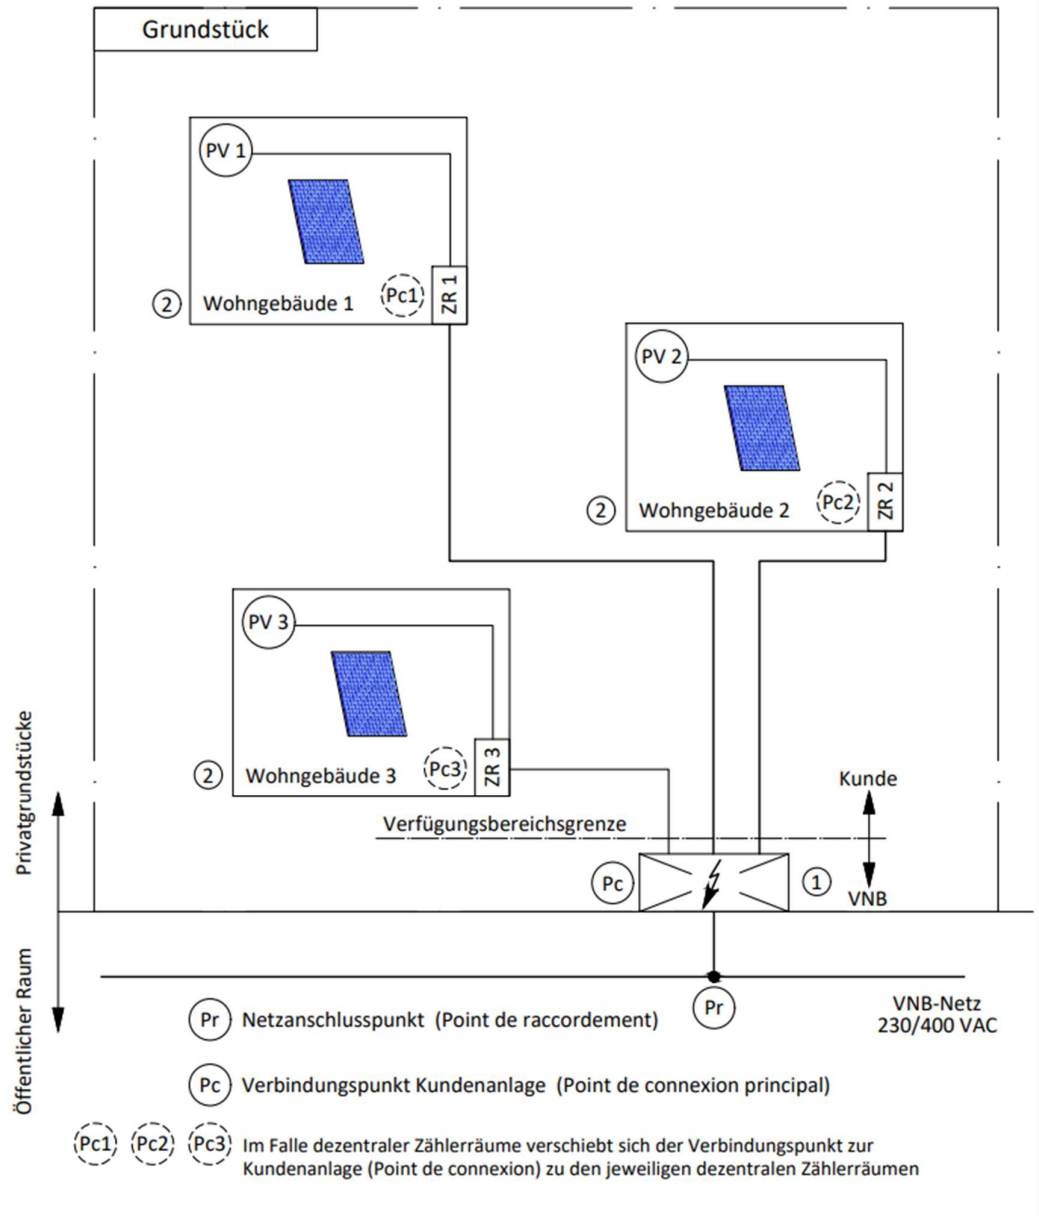 Grundstück
PV 1
Pc1
ZR 1
2
Wohngebäude 1
PV 2
Pc2
ZR 2
2
Wohngebäude 2
PV 3
Pc3
ZR 3
2
Wohngebäude 3
Privatgrundstücke
Öffentlicher Raum
Verfügungsbereichsgrenze
Kunde
VNB
Pc
1
Pr
VNB-Netz
230/400 VAC
Pr Netzanschlusspunkt (Point de raccordement)
Pc Verbindungspunkt Kundenanlage (Point de connexion principal)
Pc1 Pc2 Pc3 Im Falle dezentraler Zählerräume verschiebt sich der Verbindungspunkt zur
Kundenanlage (Point de connexion) zu den jeweiligen dezentralen Zählerräumen